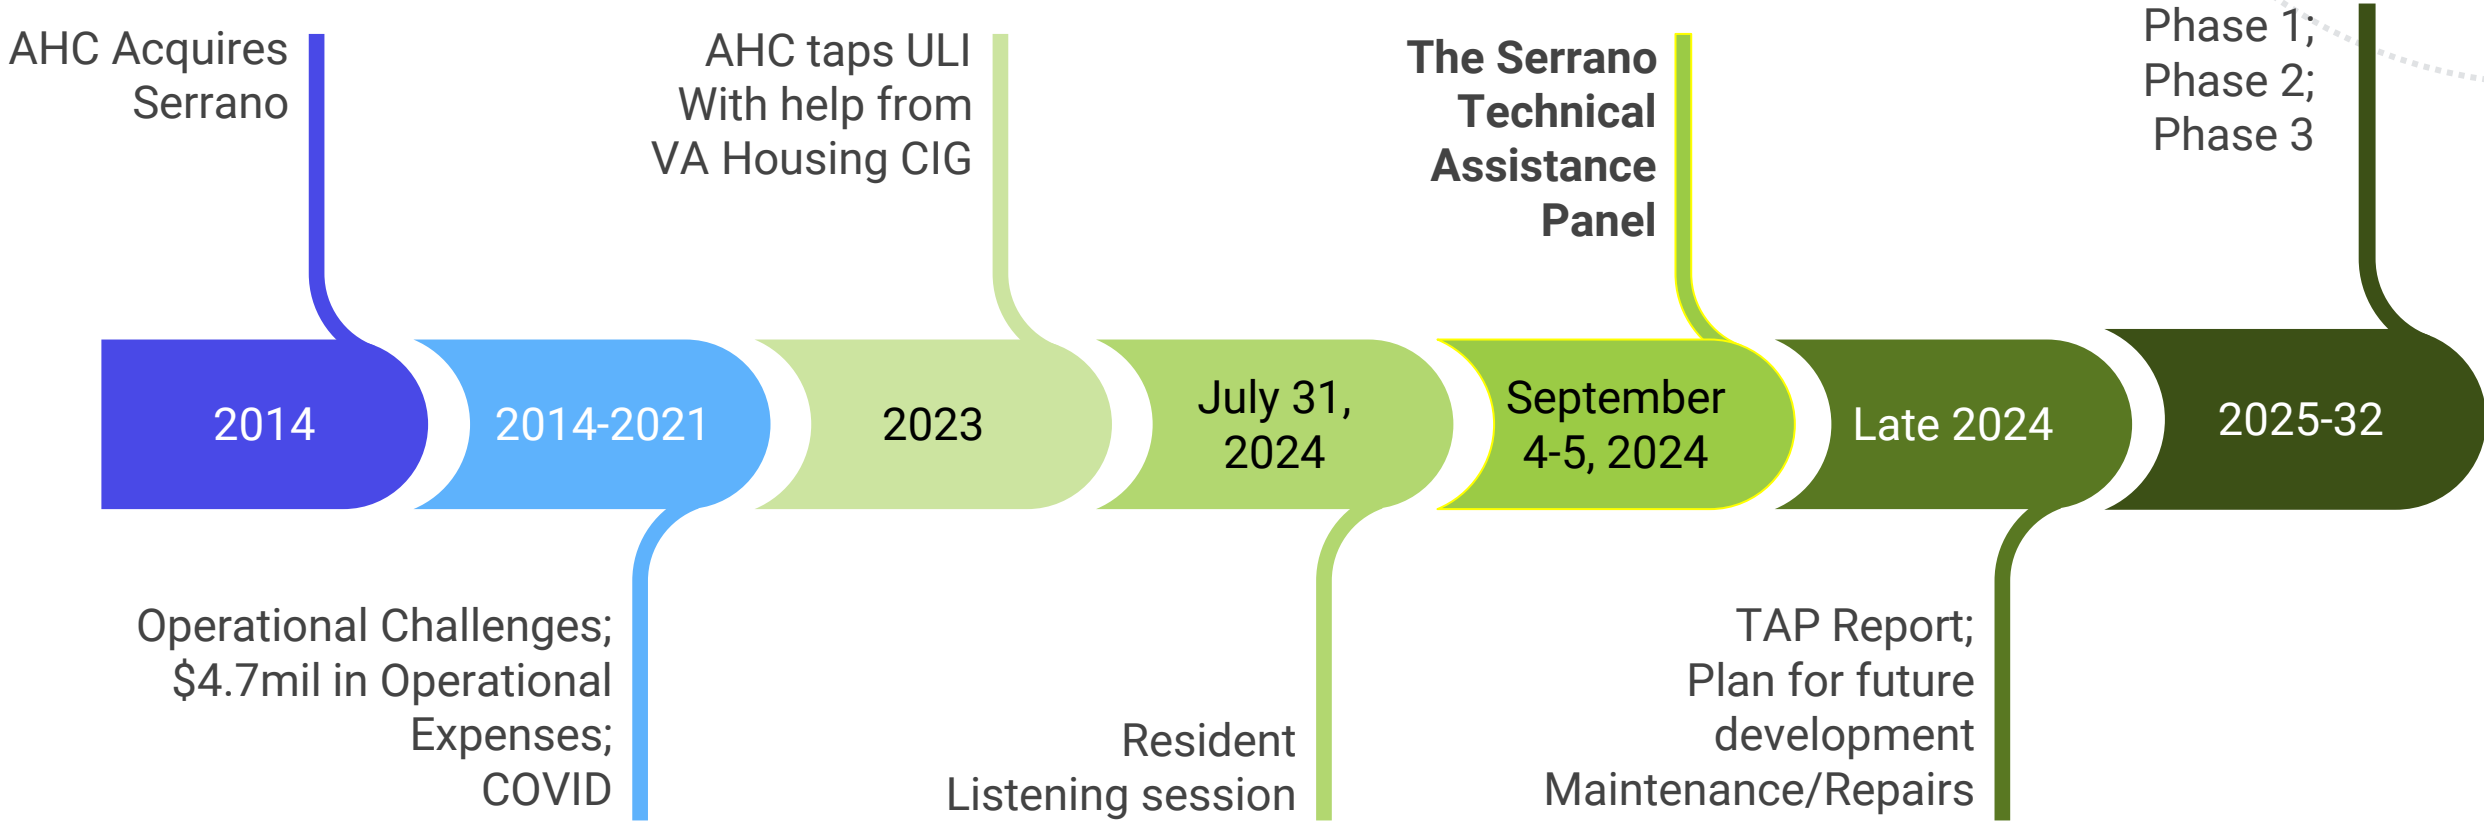 AHC Acquires
Serrano
2014
2014-2021
Operational Challenges;
$4.7mil in Operational
Expenses;
COVID
AHC taps ULI
With help from
VA Housing CIG
2023
July 31,
2024
Resident
Listening session
The Serrano
Technical
Assistance
Panel
September
4-5, 2024
Late 2024
TAP Report;
Plan for future
development
Maintenance/Repairs
Phase 1;
Phase 2;
Phase 3
2025-32